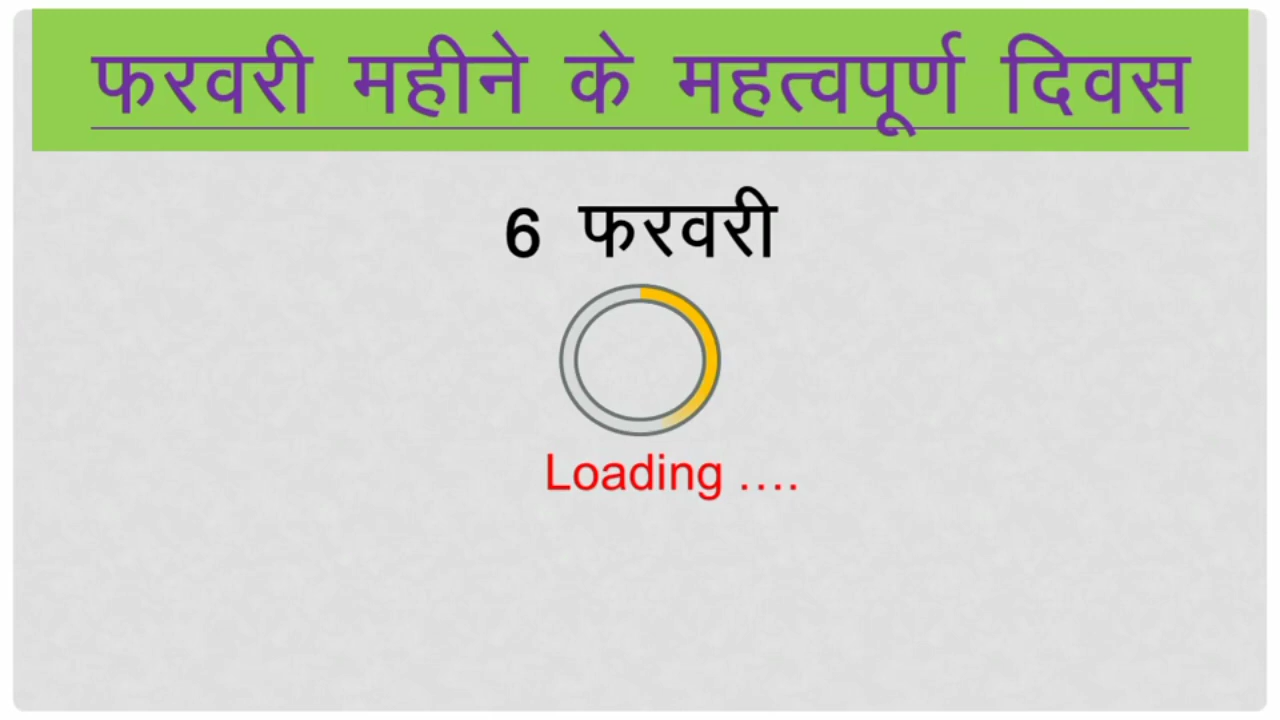 फरवरी महीने के महत्वपूर्ण दिवस
6 फरवरी
Loading ....